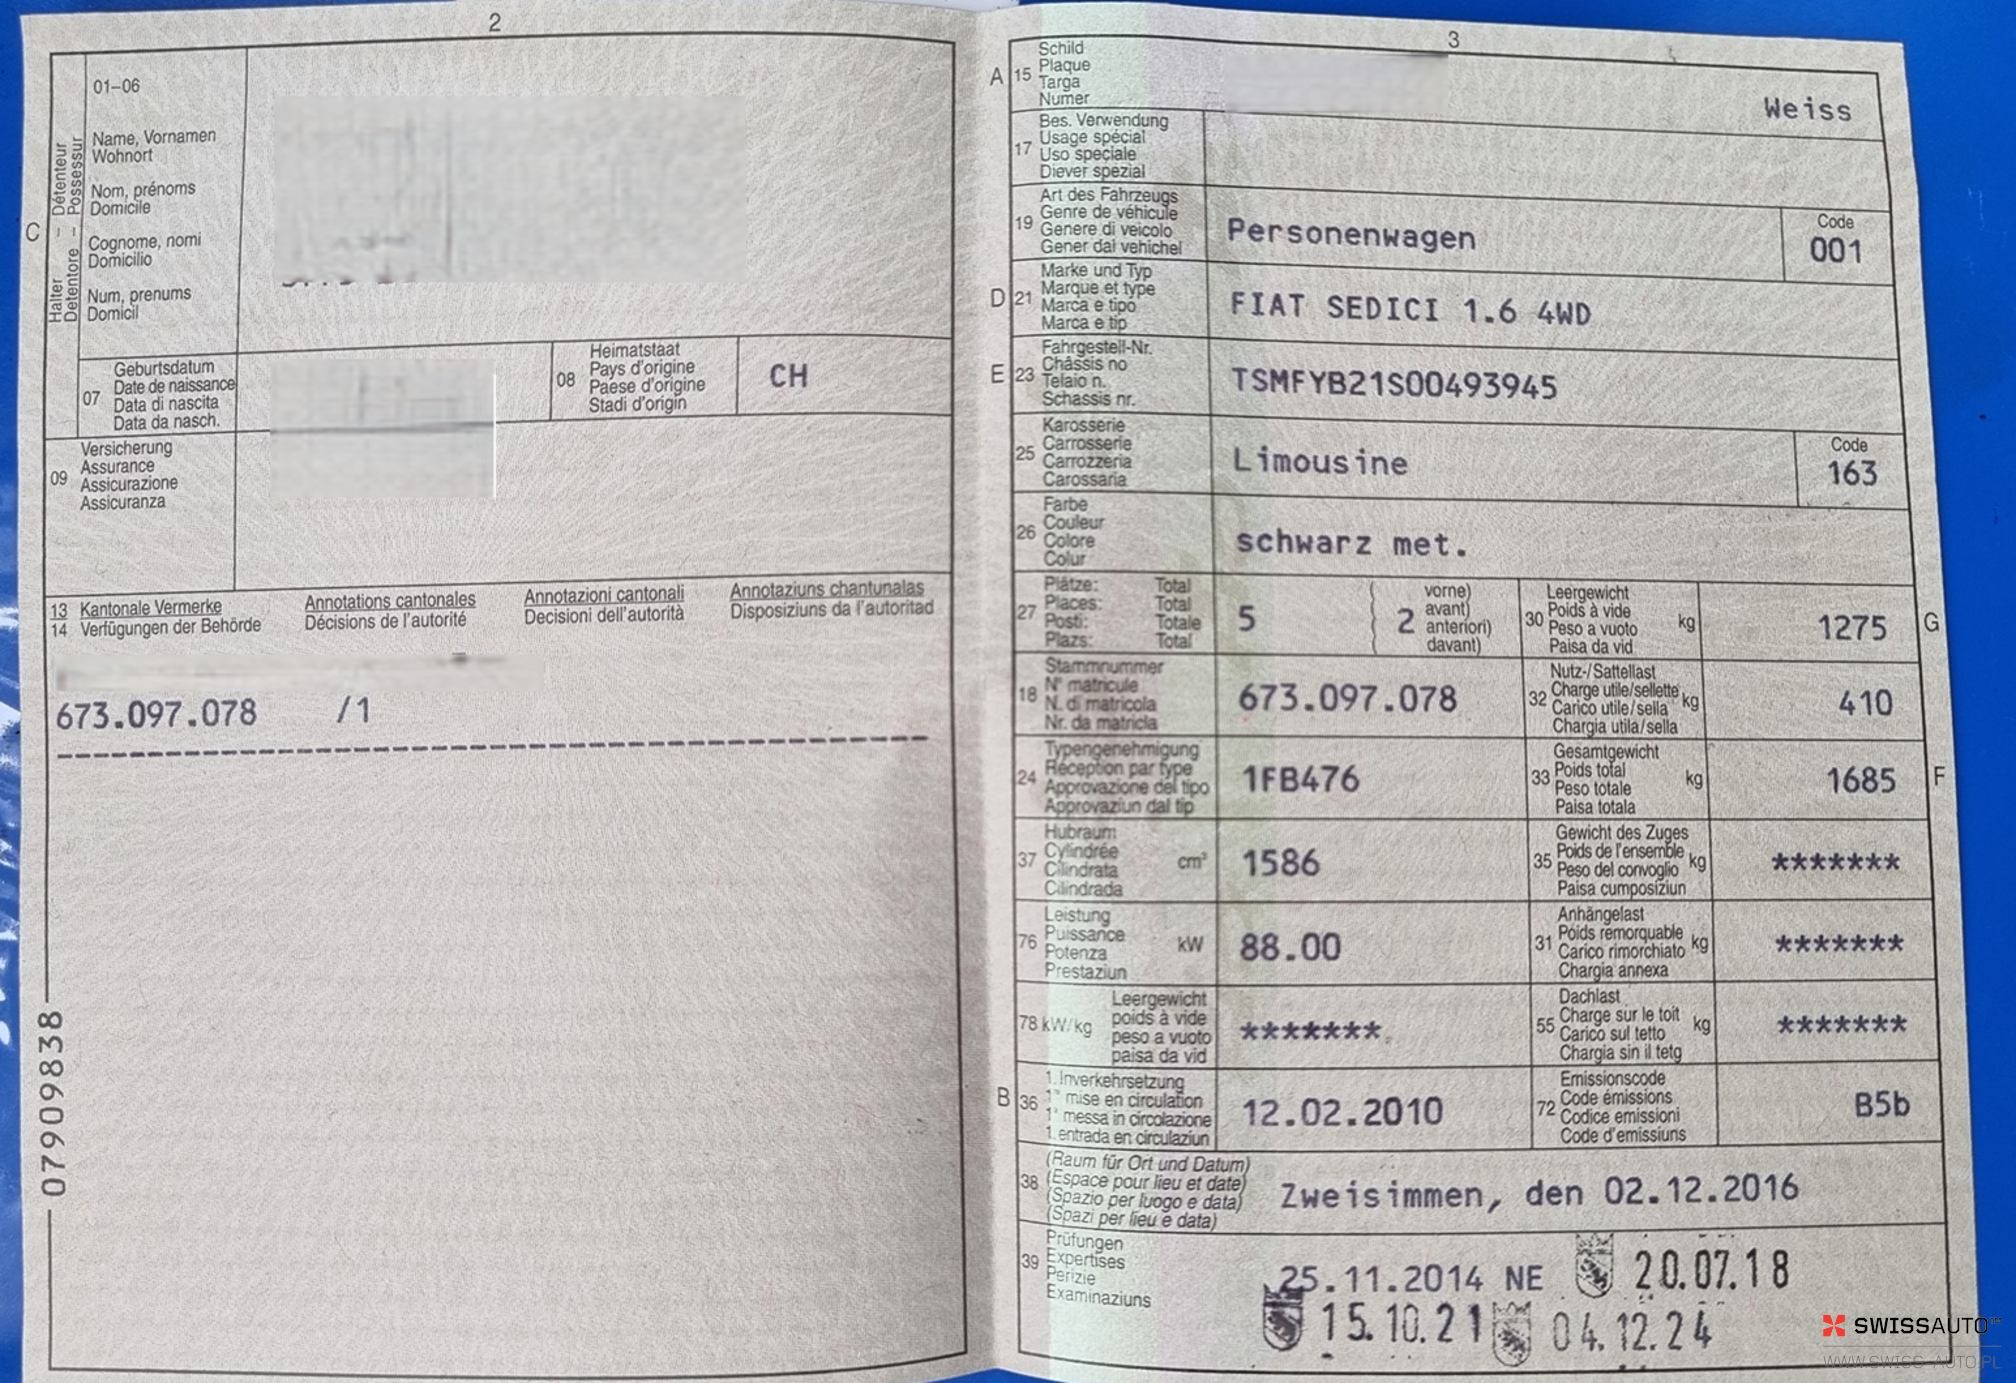 2
01–06
Name, Vornamen
Wohnort
Nom, prénoms
Domicile
Cognome, nomi
Domicilio
Num, prenums
Domicil
C
Halter – Détenteur
Detentore – Possessur
07
Geburtsdatum
Date de naissance
Data di nascita
Data da nasch.
08
Heimatstaat
Pays d'origine
Paese d'origine
Stadi d'origin
CH
09
Versicherung
Assurance
Assicurazione
Assicuranza
13 Kantonale Vermerke Annotations cantonales Annotazioni cantonali Annotaziuns chantunalas
14 Verfügungen der Behörde Décisions de l'autorité Decisioni dell'autorità Disposiziuns da l'autoritad
673.097.078 /1
07909838
3
A 15
Schild
Plaque
Targa
Numer
Weiss
17
Bes. Verwendung
Usage spécial
Uso speciale
Diever spezial
19
Art des Fahrzeugs
Genre de véhicule
Genere di veicolo
Gener dal vehichel
Personenwagen
Code
001
D 21
Marke und Typ
Marque et type
Marca e tipo
Marca e tip
FIAT SEDICI 1.6 4WD
E 23
Fahrgestell-Nr.
Châssis no
Telaio n.
Schassis nr.
TSMFYB21S00493945
25
Karosserie
Carrosserie
Carrozzeria
Carossaria
Limousine
Code
163
26
Farbe
Couleur
Colore
Colur
schwarz met.
27
Plätze: Total
Places: Total
Posti: Totale
Plazs: Total
5
2
vorne)
avant)
anteriori)
davant)
30
Leergewicht
Poids à vide
Peso a vuoto
Paisa da vid
kg
1275
G
18
Stammnummer
N° matricule
N. di matricola
Nr. da matricla
673.097.078
32
Nutz-/Sattellast
Charge utile/sellette
Carico utile/sella
Chargia utila/sella
kg
410
24
Typengenehmigung
Réception par type
Approvazione del tipo
Approvaziun dal tip
1FB476
33
Gesamtgewicht
Poids total
Peso totale
Paisa totala
kg
1685
F
37
Hubraum
Cylindrée
Cilindrata
Cilindrada
cm³
1586
35
Gewicht des Zuges
Poids de l'ensemble
Peso del convoglio
Paisa cumposiziun
kg
*******
76
Leistung
Puissance
Potenza
Prestaziun
kW
88.00
31
Anhängelast
Poids remorquable
Carico rimorchiato
Chargia annexa
kg
*******
78 kW/kg
Leergewicht
poids à vide
peso a vuoto
paisa da vid
*******
55
Dachlast
Charge sur le toit
Carico sul tetto
Chargia sin il tetg
kg
*******
B 36
1. Inverkehrsetzung
1re mise en circulation
1a messa in circolazione
1. entrada en circulaziun
12.02.2010
72
Emissionscode
Code émissions
Codice emissioni
Code d'emissiuns
B5b
38
(Raum für Ort und Datum)
(Espace pour lieu et date)
(Spazio per luogo e data)
(Spazi per lieu e data)
Zweisimmen, den 02.12.2016
39
Prüfungen
Expertises
Perizie
Examinaziuns
25.11.2014 NE 20.07.18
15.10.21 04.12.24
SWISSAUTO
WWW.SWISS-AUTO.PL